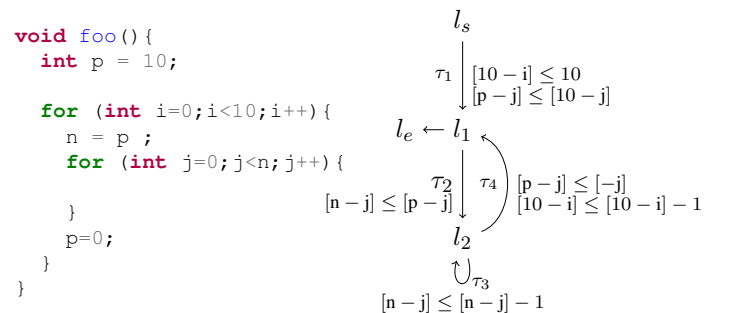 void foo(){
int p = 10;
for (int i=0;i<10;i++){
n = p ;
for (int j=0;j<n;j++){
}
p=0;
}
}
l_s
τ_1
[10 − i] ≤ 10
[p − j] ≤ [10 − j]
l_e ← l_1
τ_2
[n − j] ≤ [p − j]
τ_4
[p − j] ≤ [−j]
[10 − i] ≤ [10 − i] − 1
l_2
τ_3
[n − j] ≤ [n − j] − 1